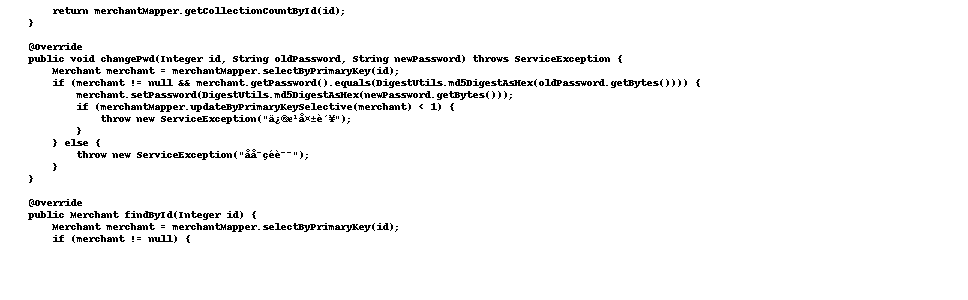 return merchantMapper.getCollectionCountById(id);
}
@Override
public void changePwd(Integer id, String oldPassword, String newPassword) throws ServiceException {
Merchant merchant = merchantMapper.selectByPrimaryKey(id);
if (merchant != null && merchant.getPassword().equals(DigestUtils.md5DigestAsHex(oldPassword.getBytes()))) {
merchant.setPassword(DigestUtils.md5DigestAsHex(newPassword.getBytes()));
if (merchantMapper.updateByPrimaryKeySelective(merchant) < 1) {
throw new ServiceException("ä¿®æ¹å¤±è´¥");
}
} else {
throw new ServiceException("");
}
}
@Override
public Merchant findById(Integer id) {
Merchant merchant = merchantMapper.selectByPrimaryKey(id);
if (merchant != null) {